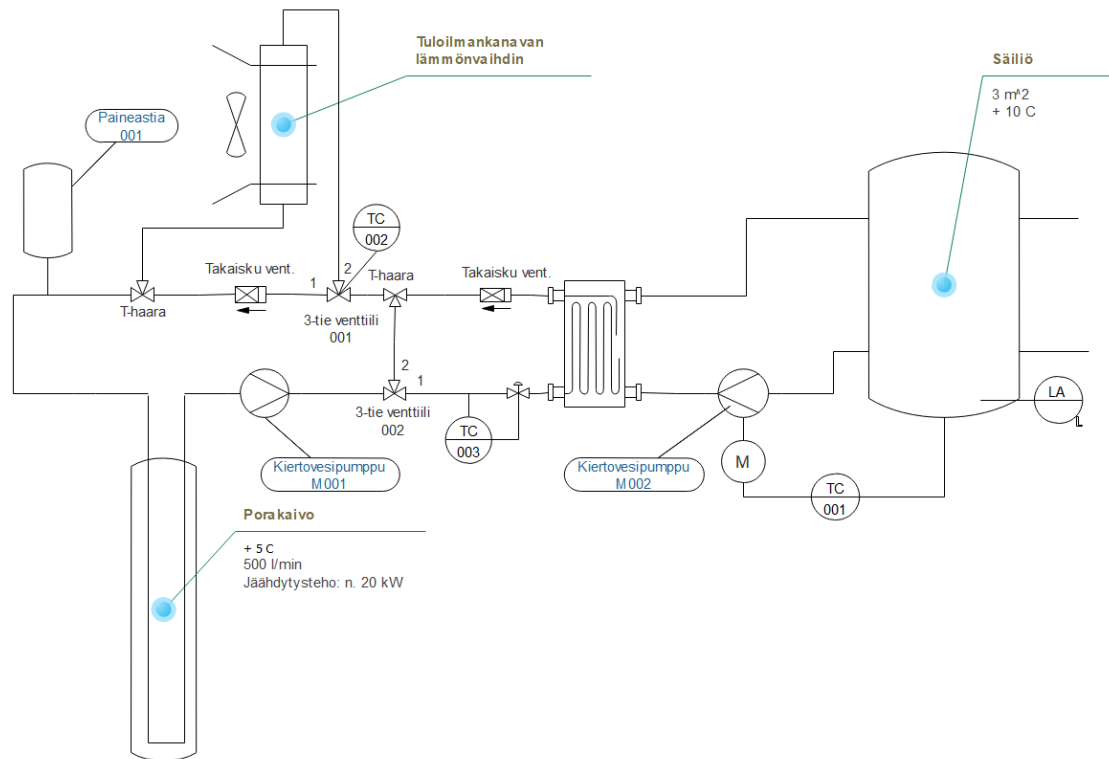 Tuloilmankanavan
lämmönvaihdin
Säiliö
3 m^2
+ 10 C
Paineastia
001
TC
002
Takaisku vent.
1
2
T-haara
Takaisku vent.
T-haara
3-tie venttiili
001
2
1
3-tie venttiili
002
TC
003
LA
L
Kiertovesipumppu
M001
Kiertovesipumppu
M002
M
TC
001
Porakaivo
+ 5 C
500 l/min
Jäähdytysteho: n. 20 kW